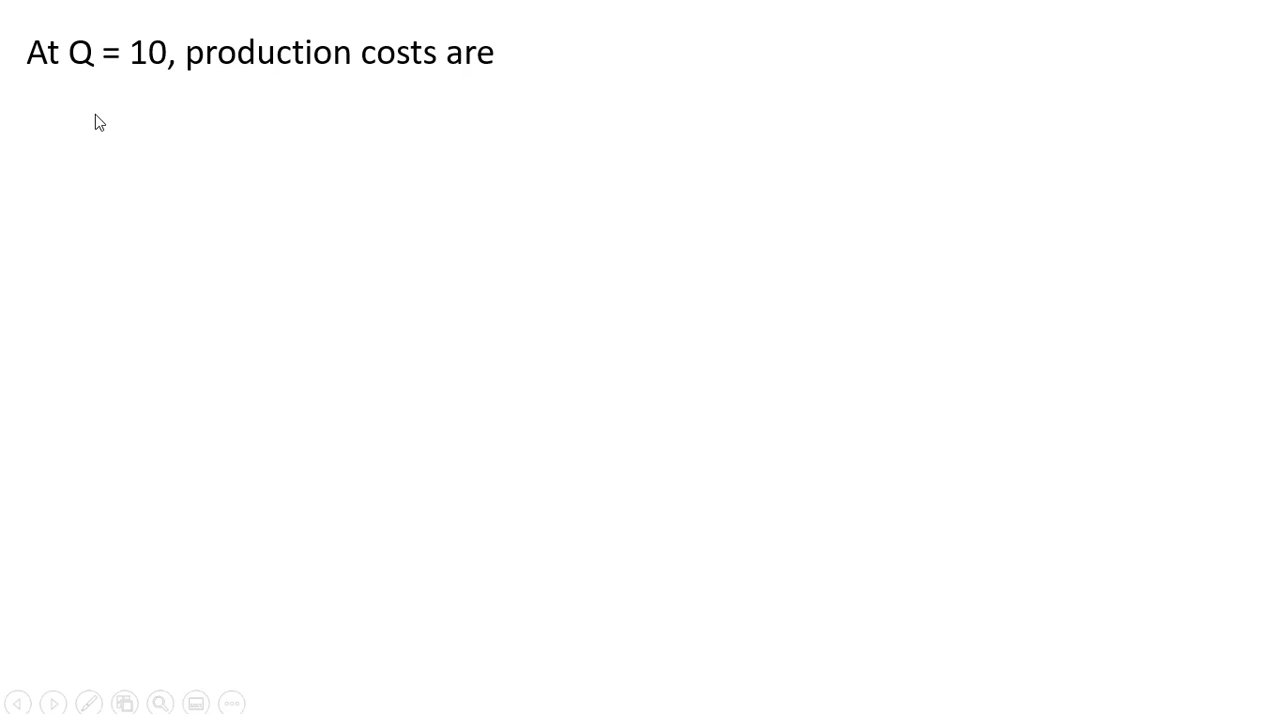 At Q = 10, production costs are